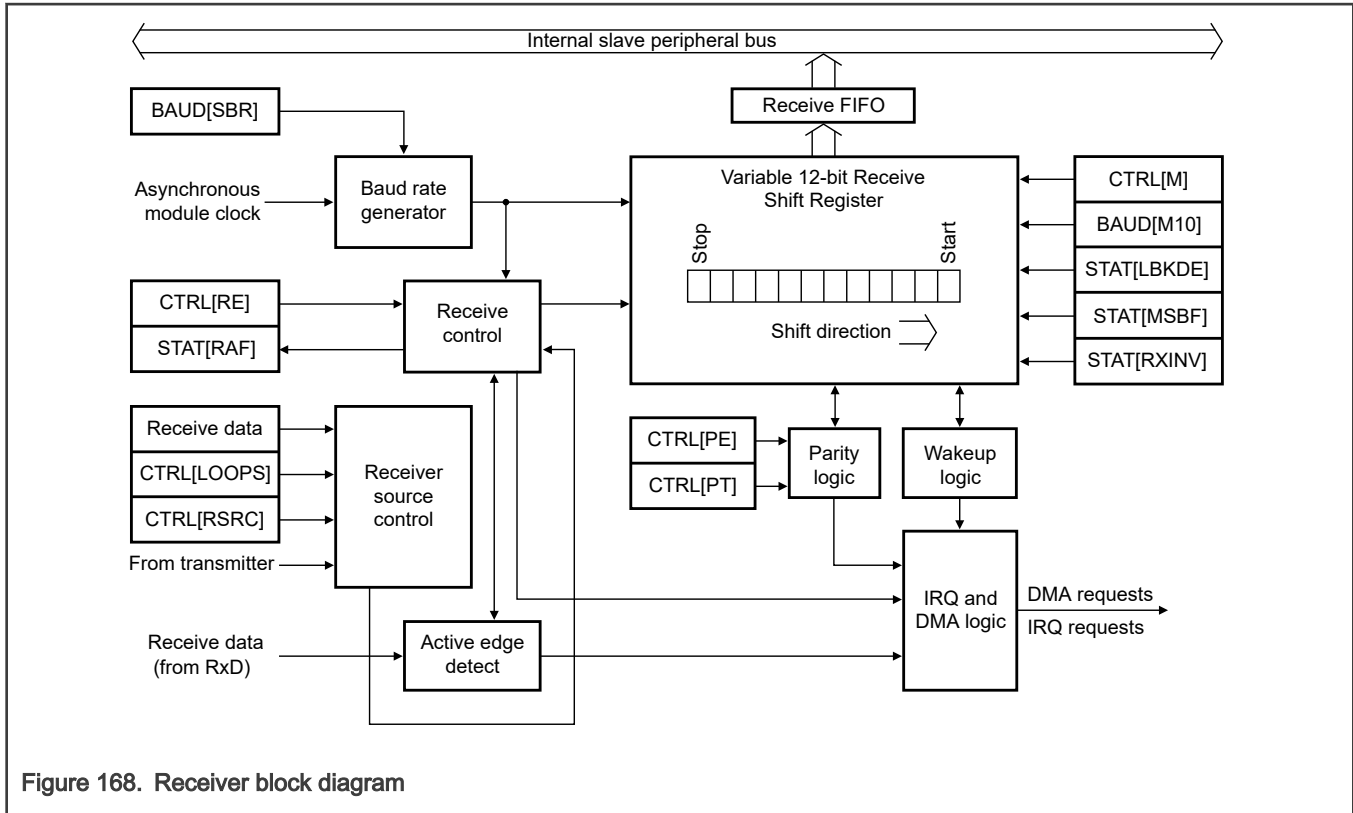 Internal slave peripheral bus
BAUD[SBR]
Receive FIFO
Asynchronous
module clock
Baud rate
generator
Variable 12-bit Receive
Shift Register
Stop
Start
Shift direction
CTRL[M]
BAUD[M10]
STAT[LBKDE]
STAT[MSBF]
STAT[RXINV]
CTRL[RE]
STAT[RAF]
Receive
control
Receive data
CTRL[LOOPS]
CTRL[RSRC]
From transmitter
Receiver
source
control
CTRL[PE]
CTRL[PT]
Parity
logic
Wakeup
logic
Receive data
(from RxD)
Active edge
detect
IRQ and
DMA logic
DMA requests
IRQ requests
Figure 168. Receiver block diagram